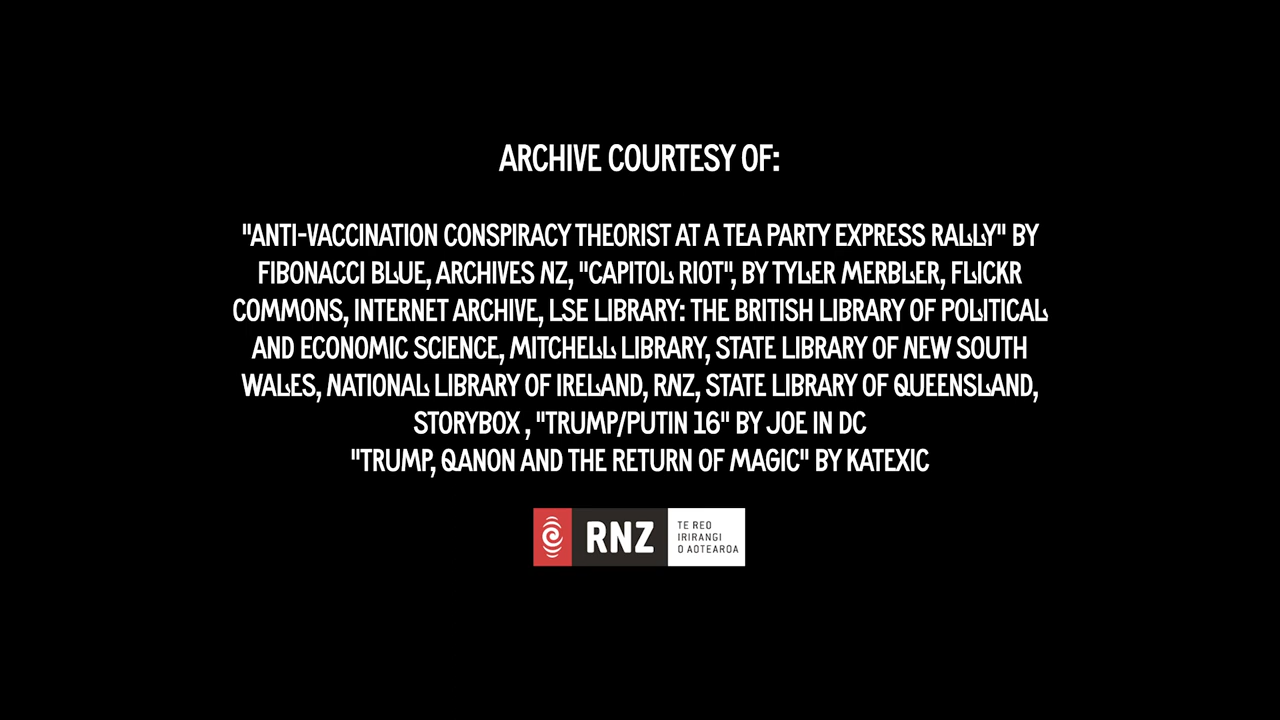 ARCHIVE COURTESY OF:
"ANTI-VACCINATION CONSPIRACY THEORIST AT A TEA PARTY EXPRESS RALLY" BY
FIBONACCI BLUE, ARCHIVES NZ, "CAPITOL RIOT", BY TYLER MERBLER, FLICKR
COMMONS, INTERNET ARCHIVE, LSE LIBRARY: THE BRITISH LIBRARY OF POLITICAL
AND ECONOMIC SCIENCE, MITCHELL LIBRARY, STATE LIBRARY OF NEW SOUTH
WALES, NATIONAL LIBRARY OF IRELAND, RNZ, STATE LIBRARY OF QUEENSLAND,
STORYBOX , "TRUMP/PUTIN 16" BY JOE IN DC
"TRUMP, QANON AND THE RETURN OF MAGIC" BY KATEXIC
RNZ
TE REO
IRIRANGI
O AOTEAROA